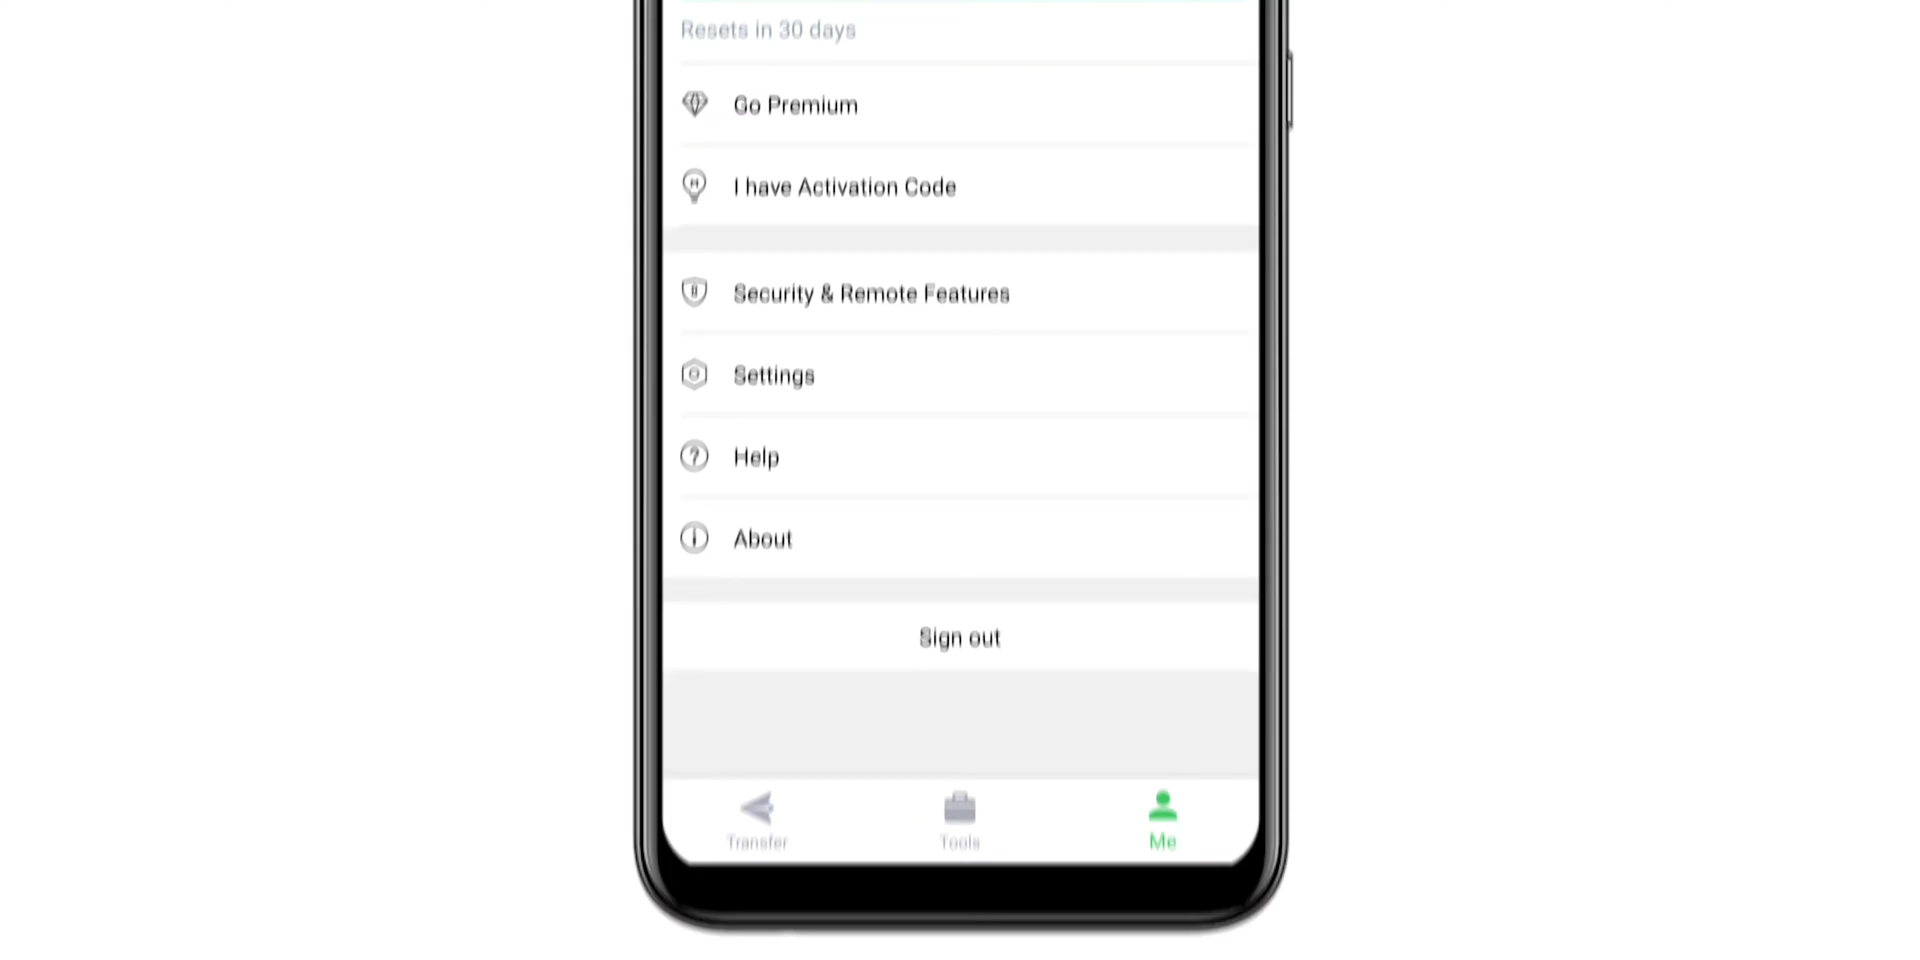 Resets in 30 days
Go Premium
I have Activation Code
Security & Remote Features
Settings
Help
About
Sign out
Transfer
Tools
Me